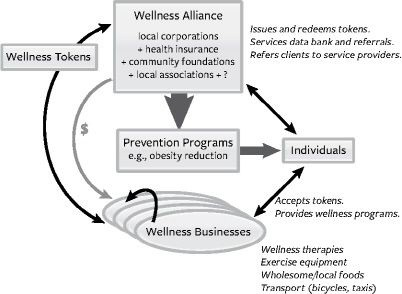 Wellness Alliance
local corporations
+ health insurance
+ community foundations
+ local associations + ?
Issues and redeems tokens.
Services data bank and referrals.
Refers clients to service providers.
Wellness Tokens
$
Prevention Programs
e.g., obesity reduction
Individuals
Accepts tokens.
Provides wellness programs.
Wellness Businesses
Wellness therapies
Exercise equipment
Wholesome/local foods
Transport (bicycles, taxis)